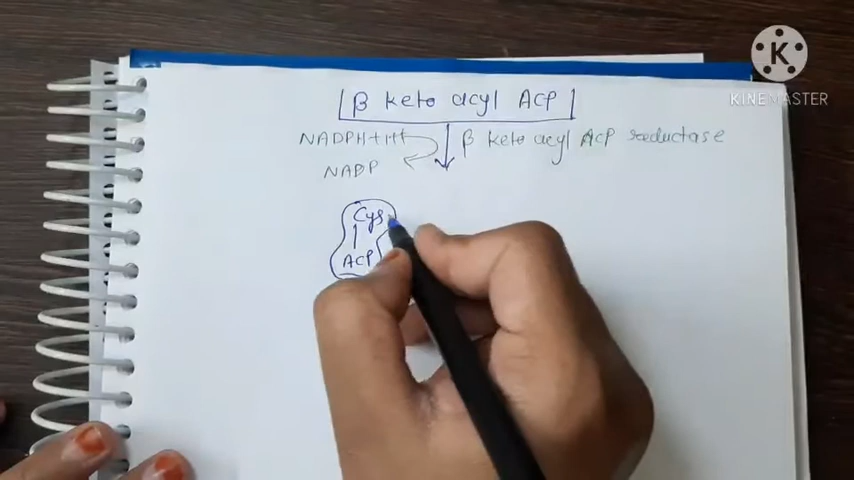 K
KINEMASTER
β keto acyl ACP
NADPH+H+ β keto acyl ACP reductase
NADP
Cys
ACP